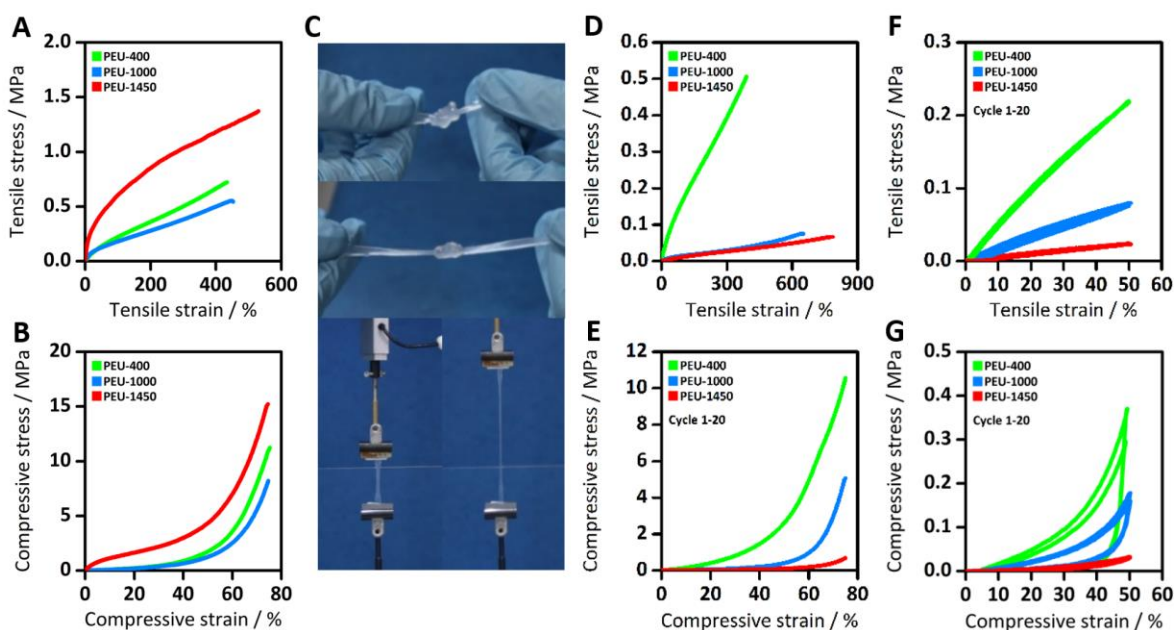 A
Tensile stress / MPa
2.0
1.5
1.0
0.5
0.0
PEU-400
PEU-1000
PEU-1450
0 200 400 600
Tensile strain / %
B
Compressive stress / MPa
20
15
10
5
0
PEU-400
PEU-1000
PEU-1450
0 20 40 60 80
Compressive strain / %
C
D
Tensile stress / MPa
0.6
0.5
0.4
0.3
0.2
0.1
0.0
PEU-400
PEU-1000
PEU-1450
0 300 600 900
Tensile strain / %
E
Compressive stress / MPa
12
10
8
6
4
2
0
PEU-400
PEU-1000
PEU-1450
Cycle 1-20
0 20 40 60 80
Compressive strain / %
F
Tensile stress / MPa
0.3
0.2
0.1
0.0
PEU-400
PEU-1000
PEU-1450
Cycle 1-20
0 10 20 30 40 50 60
Tensile strain / %
G
Compressive stress / MPa
0.5
0.4
0.3
0.2
0.1
0.0
PEU-400
PEU-1000
PEU-1450
Cycle 1-20
0 10 20 30 40 50 60
Compressive strain / %